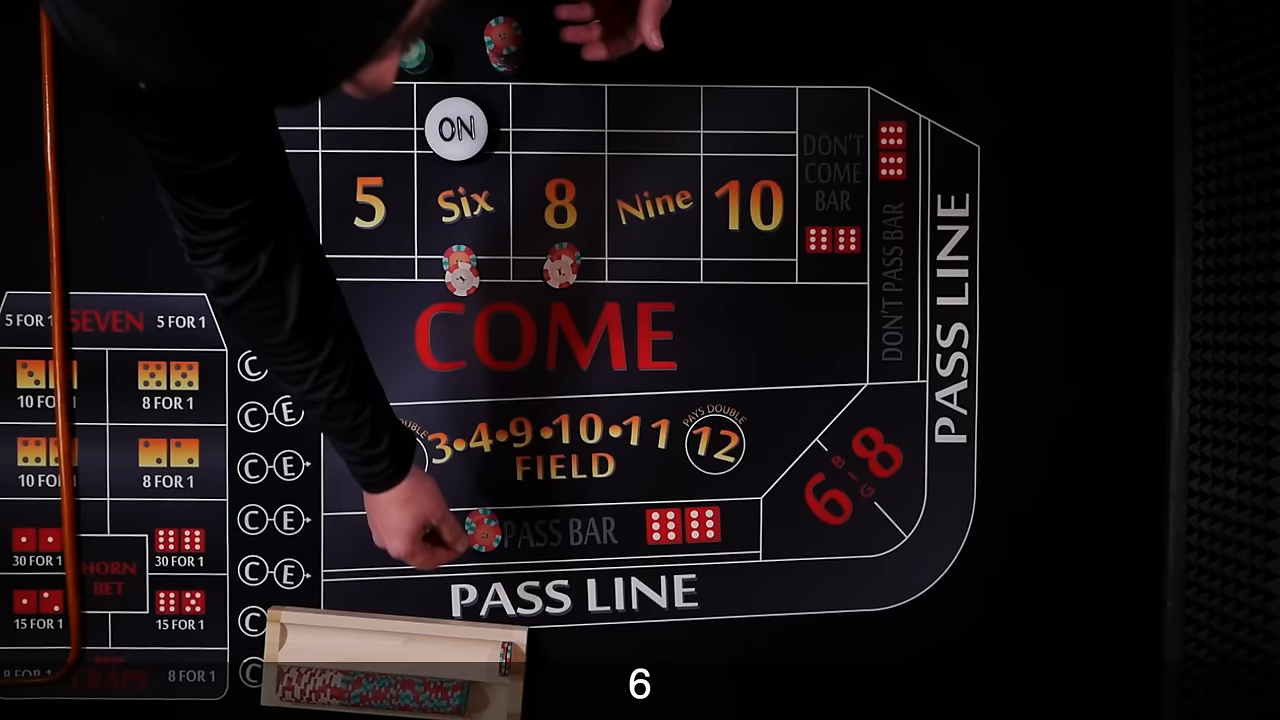 ON
5 Six 8 Nine 10
DON'T
COME
BAR
DON'T PASS BAR
PASS LINE
COME
5 FOR 1 SEVEN 5 FOR 1
8 FOR 1
8 FOR 1
30 FOR 1 30 FOR 1
HORN
BET
15 FOR 1 15 FOR 1
8 FOR 1
C
C E
C E
C E
C E
C
C
3•4•9•10•11
PAYS DOUBLE
12
FIELD
6 BIG 8
PASS BAR
PASS LINE
6